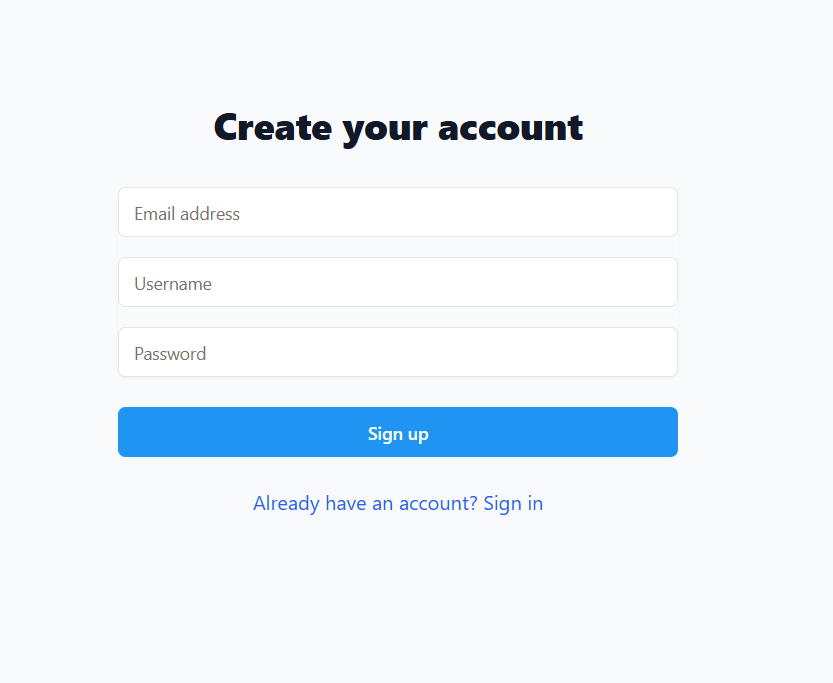 Create your account
Email address
Username
Password
Sign up
Already have an account? Sign in